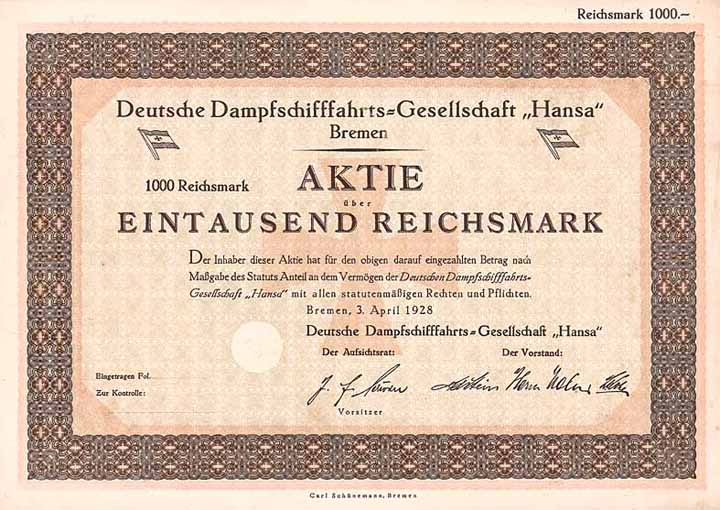 Reichsmark 1000.–
Deutsche Dampfschifffahrts=Gesellschaft „Hansa“
Bremen
1000 Reichsmark AKTIE
über
EINTAUSEND REICHSMARK
Der Inhaber dieser Aktie hat für den obigen darauf eingezahlten Betrag nach
Maßgabe des Statuts Anteil an dem Vermögen der Deutschen Dampfschifffahrts-
Gesellschaft „Hansa“ mit allen statutenmäßigen Rechten und Pflichten.
Bremen, 3. April 1928
Deutsche Dampfschifffahrts=Gesellschaft „Hansa“
Der Aufsichtsrat: Der Vorstand:
Eingetragen Fol.
Zur Kontrolle:
Vorsitzer
Carl Schünemann, Bremen